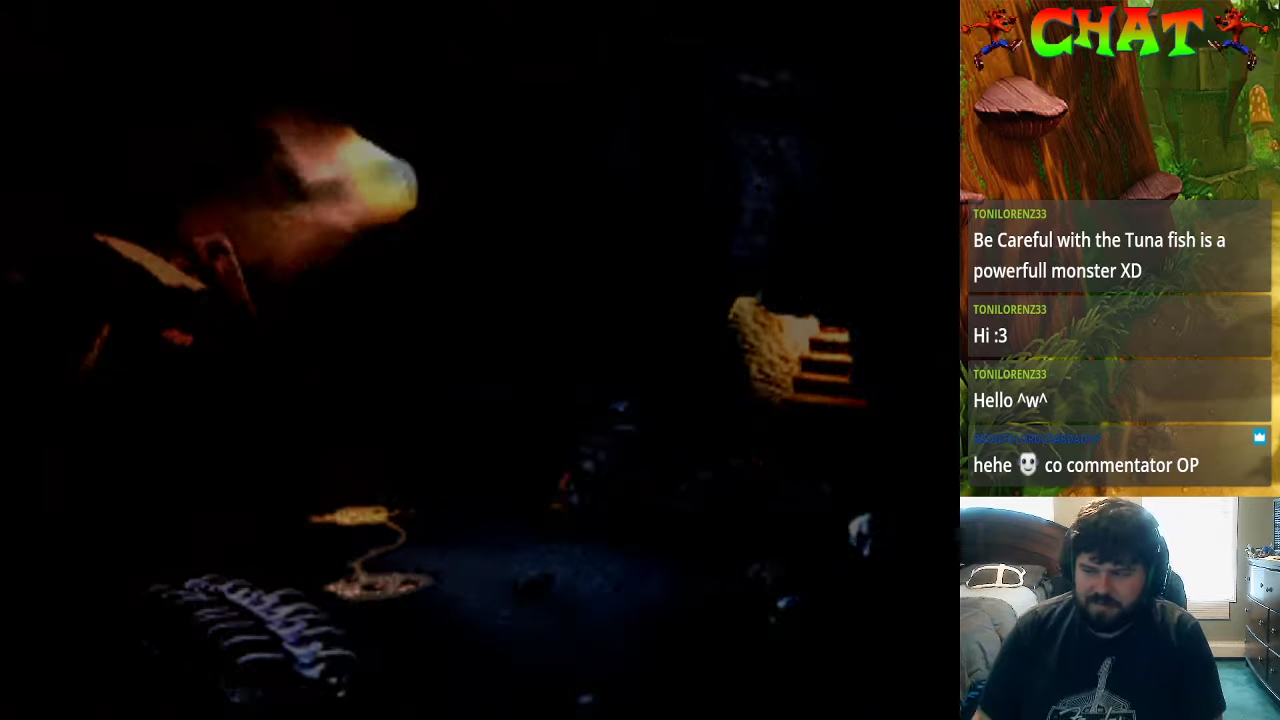 CHAT
TONILORENZ33
Be Careful with the Tuna fish is a
powerfull monster XD
TONILORENZ33
Hi :3
TONILORENZ33
Hello ^w^
hehe co commentator OP